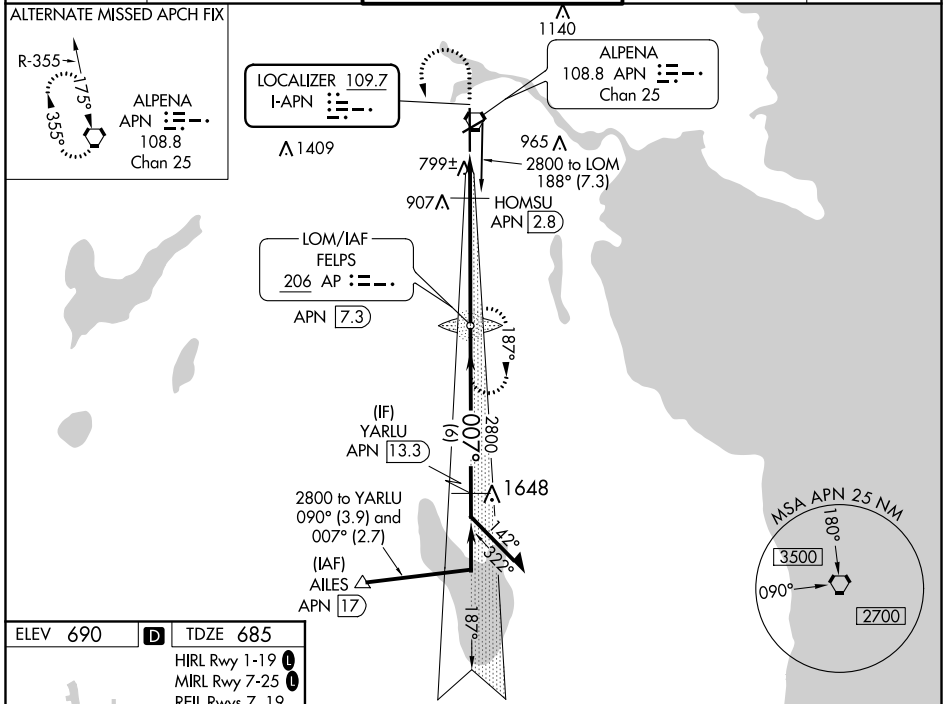 ALTERNATE MISSED APCH FIX
R-355
175°
355°
ALPENA
APN
108.8
Chan 25
1140
LOCALIZER 109.7
I-APN
ALPENA
108.8 APN
Chan 25
1409
965
799±
2800 to LOM
188° (7.3)
907
HOMSU
APN 2.8
LOM/IAF
FELPS
206 AP
APN 7.3
187°
(IF)
YARLU
APN 13.3
007°
2800
(6)
1648
2800 to YARLU
090° (3.9) and
007° (2.7)
142°
322°
(IAF)
AILES
APN 17
187°
MSA APN 25 NM
180°
3500
090°
2700
ELEV 690 D TDZE 685
HIRL Rwy 1-19 L
MIRL Rwy 7-25 L
REIL Rwys 7, 19